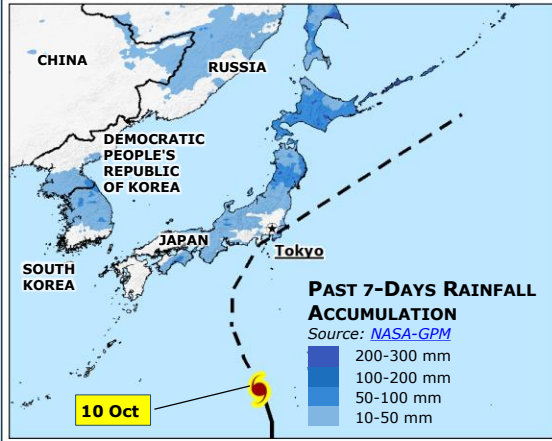 CHINA
RUSSIA
DEMOCRATIC
PEOPLE'S
REPUBLIC
OF KOREA
JAPAN
Tokyo
SOUTH
KOREA
PAST 7-DAYS RAINFALL
ACCUMULATION
Source: NASA-GPM
200-300 mm
100-200 mm
50-100 mm
10-50 mm
10 Oct